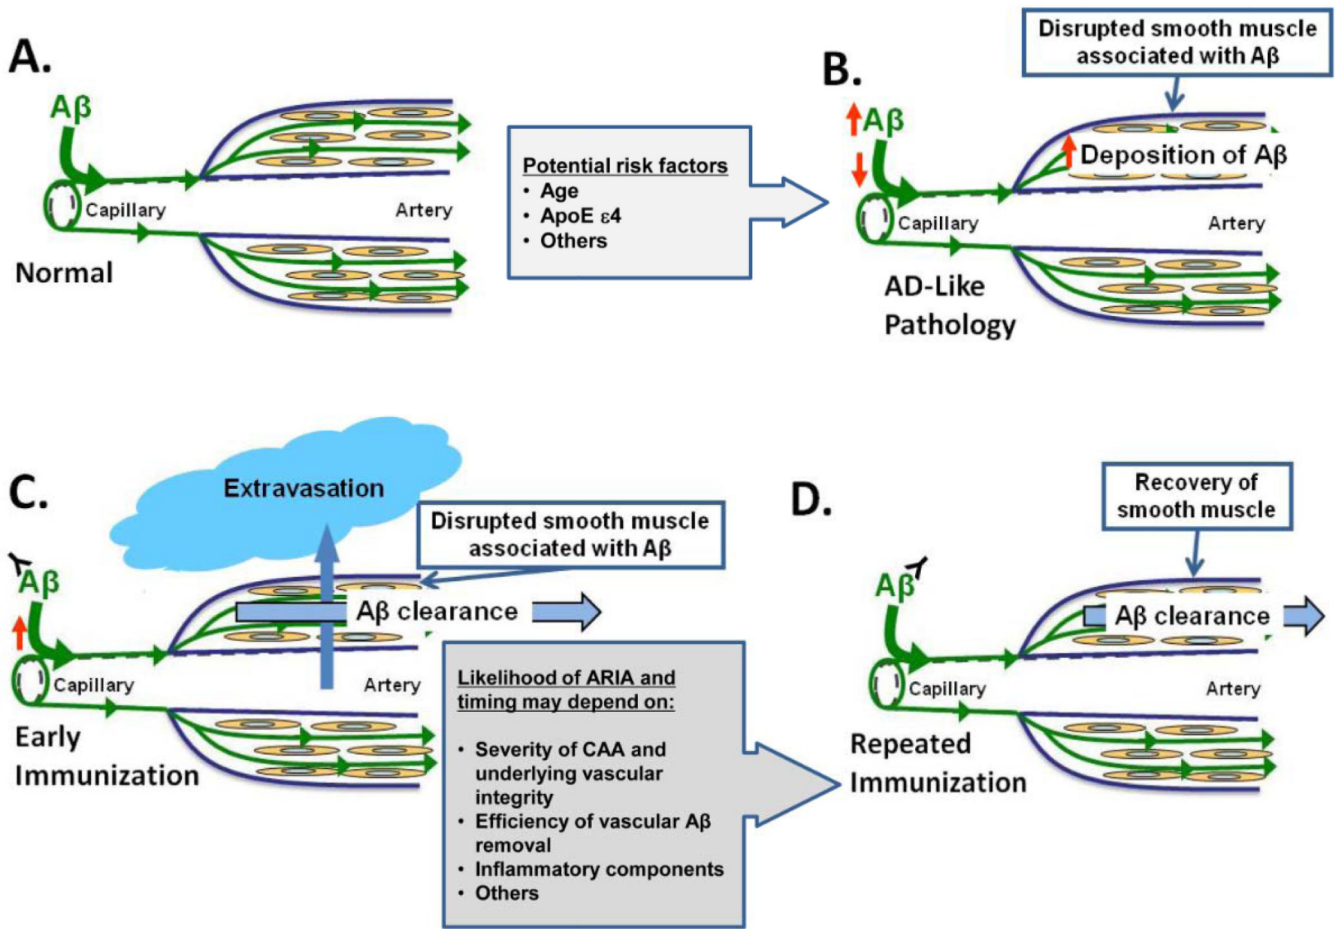 A.
Aβ
Capillary
Artery
Normal
Potential risk factors
• Age
• ApoE ε4
• Others
B.
Disrupted smooth muscle
associated with Aβ
Aβ
Deposition of Aβ
Capillary
Artery
AD-Like
Pathology
C.
Extravasation
Disrupted smooth muscle
associated with Aβ
Aβ
Aβ clearance
Capillary
Artery
Early
Immunization
Likelihood of ARIA and
timing may depend on:
• Severity of CAA and
underlying vascular
integrity
• Efficiency of vascular Aβ
removal
• Inflammatory components
• Others
D.
Recovery of
smooth muscle
Aβ
Aβ clearance
Capillary
Artery
Repeated
Immunization